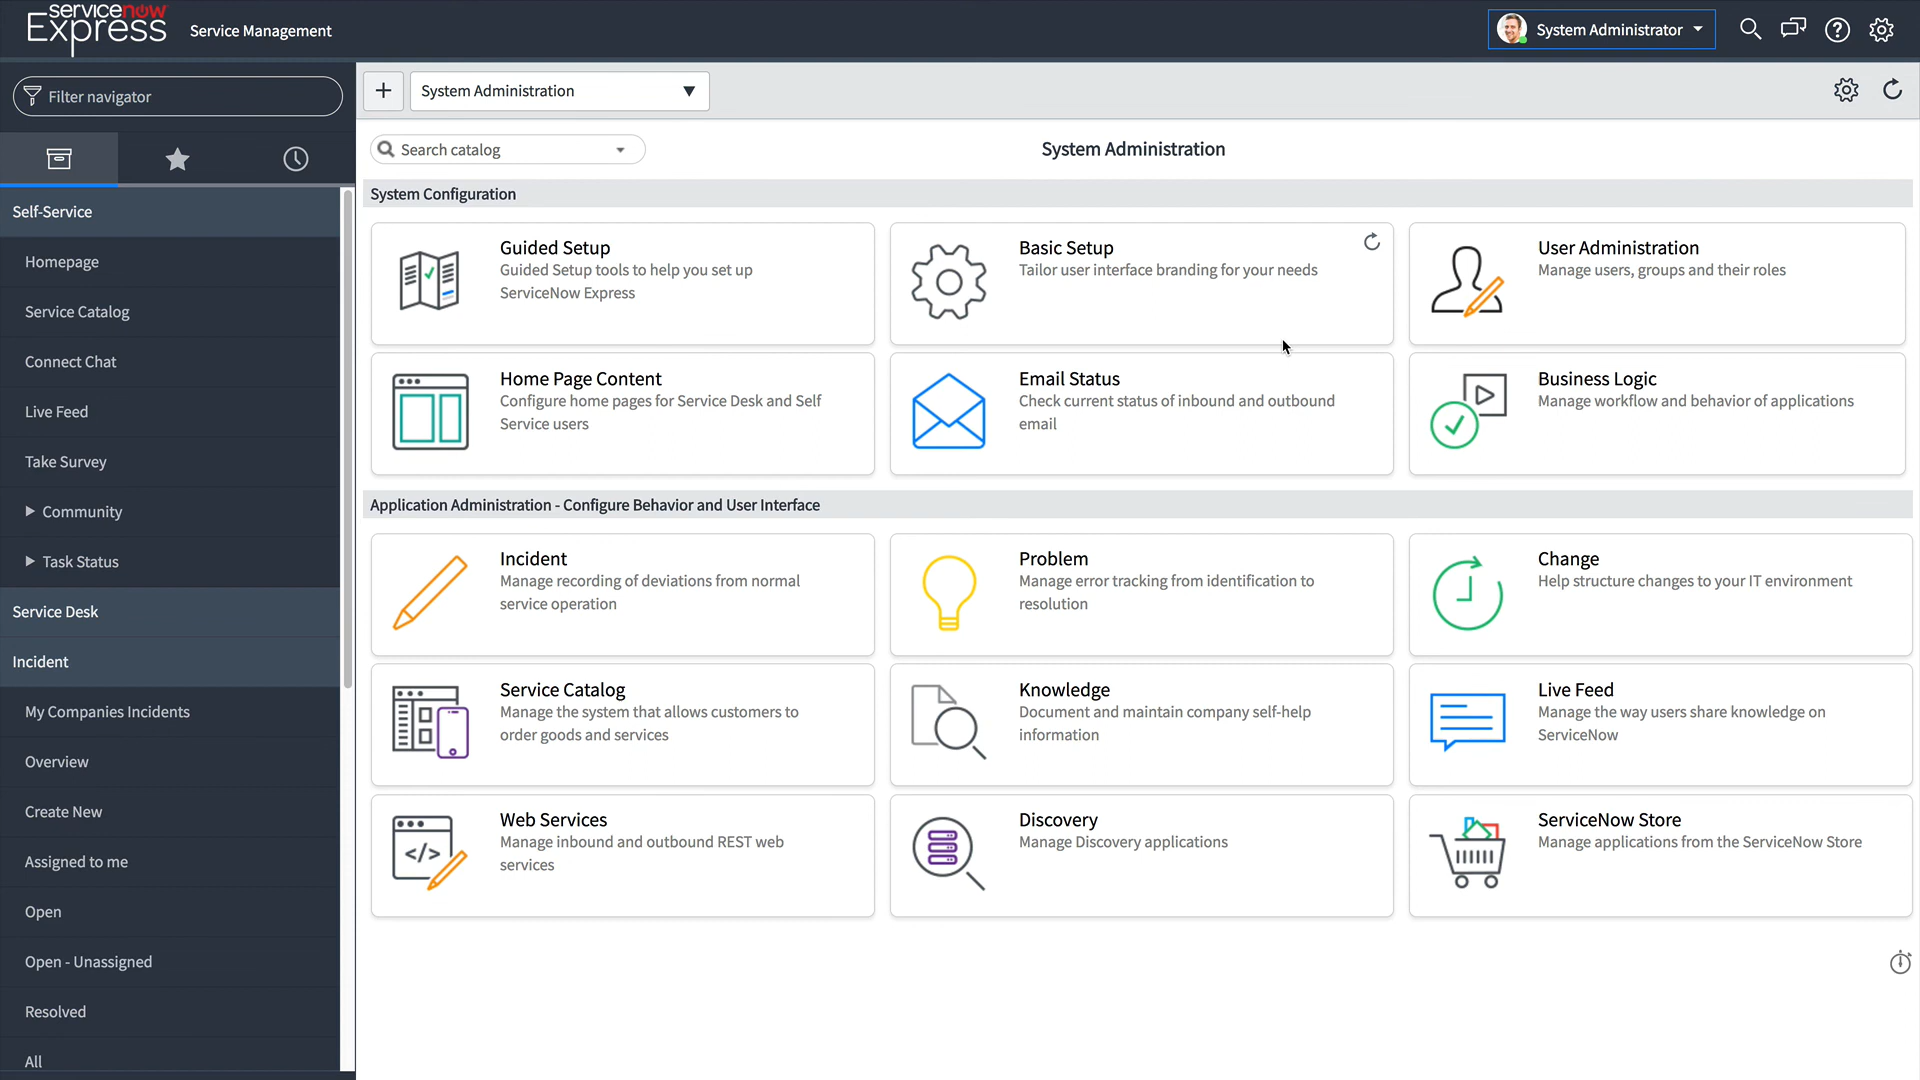 servicenow
Express
Service Management
System Administrator
Filter navigator
System Administration
Search catalog
System Administration
Self-Service
Homepage
Service Catalog
Connect Chat
Live Feed
Take Survey
Community
Task Status
Service Desk
Incident
My Companies Incidents
Overview
Create New
Assigned to me
Open
Open - Unassigned
Resolved
All
System Configuration
Guided Setup
Guided Setup tools to help you set up
ServiceNow Express
Basic Setup
Tailor user interface branding for your needs
User Administration
Manage users, groups and their roles
Home Page Content
Configure home pages for Service Desk and Self
Service users
Email Status
Check current status of inbound and outbound
email
Business Logic
Manage workflow and behavior of applications
Application Administration - Configure Behavior and User Interface
Incident
Manage recording of deviations from normal
service operation
Problem
Manage error tracking from identification to
resolution
Change
Help structure changes to your IT environment
Service Catalog
Manage the system that allows customers to
order goods and services
Knowledge
Document and maintain company self-help
information
Live Feed
Manage the way users share knowledge on
ServiceNow
Web Services
Manage inbound and outbound REST web
services
Discovery
Manage Discovery applications
ServiceNow Store
Manage applications from the ServiceNow Store